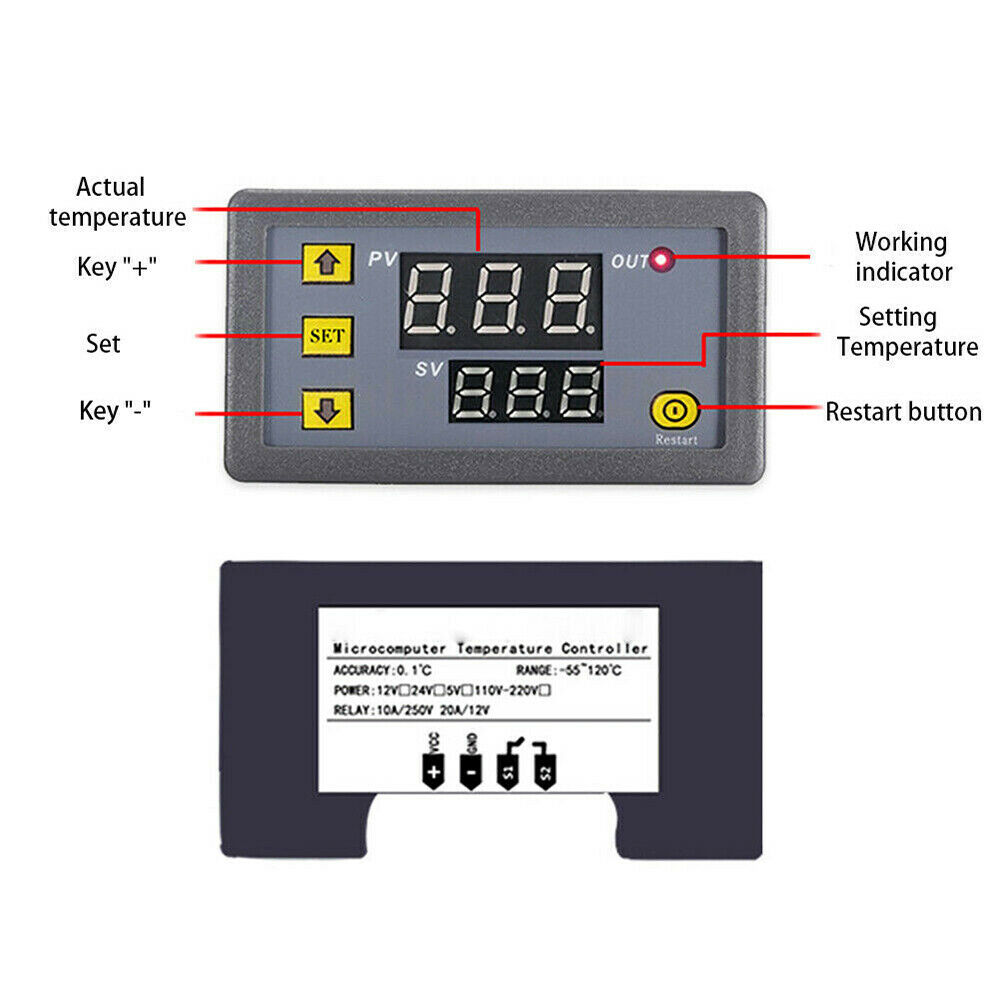 Actual
temperature
Key "+"
Set
Key "-"
PV
888
OUT
SET
SV
888
Restart
Working
indicator
Setting
Temperature
Restart button
Microcomputer Temperature Controller
ACCURACY:0.1℃ RANGE:-55~120℃
POWER:12V□24V□5V□110V-220V□
RELAY:10A/250V 20A/12V
VCC GND
+ - S1 S2